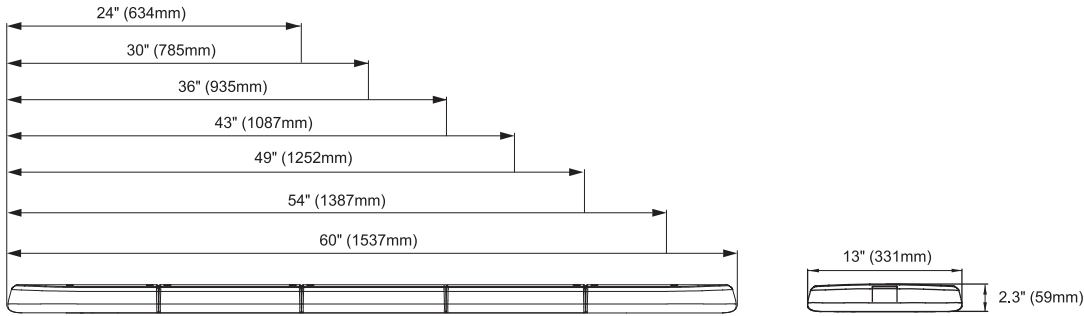 24" (634mm)
30" (785mm)
36" (935mm)
43" (1087mm)
49" (1252mm)
54" (1387mm)
60" (1537mm)
13" (331mm)
2.3" (59mm)